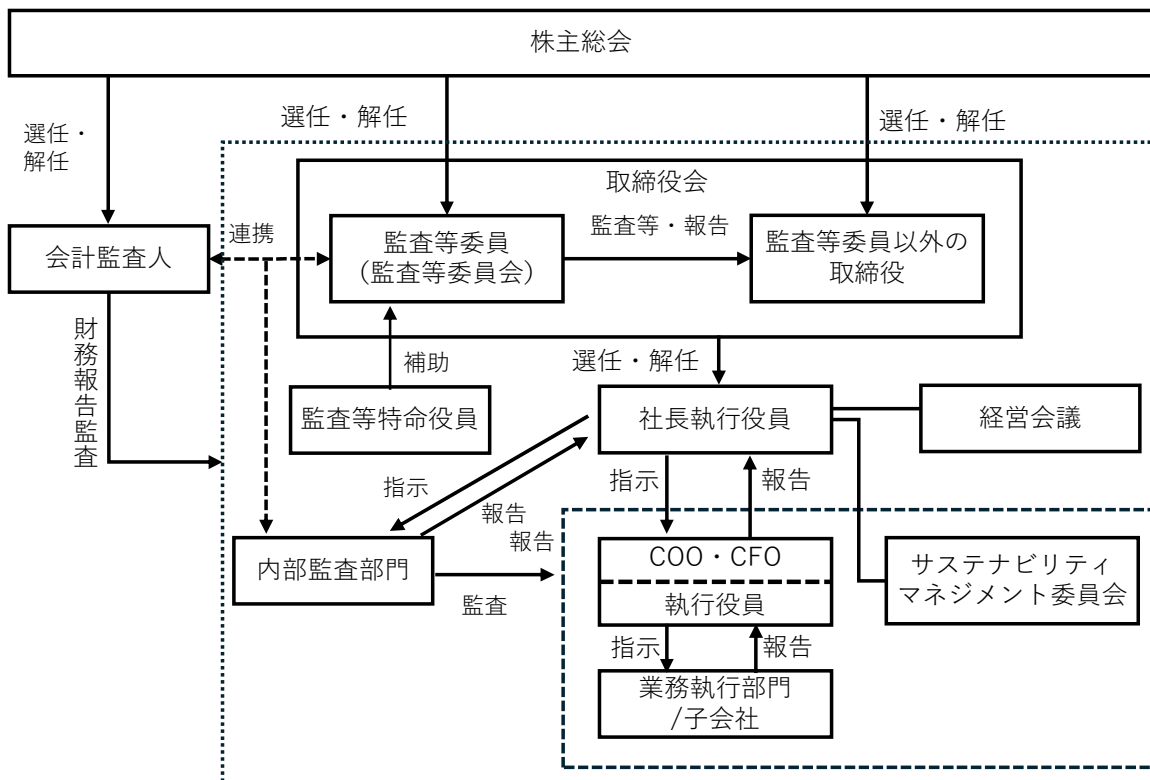 株主総会
選任・
解任
選任・解任
選任・解任
取締役会
会計監査人
連携
監査等委員
(監査等委員会)
監査等・報告
監査等委員以外の
取締役
財務報告監査
補助
選任・解任
監査等特命役員
社長執行役員
経営会議
指示
報告
報告
指示
報告
内部監査部門
監査
COO・CFO
執行役員
サステナビリティ
マネジメント委員会
指示
報告
業務執行部門
/子会社